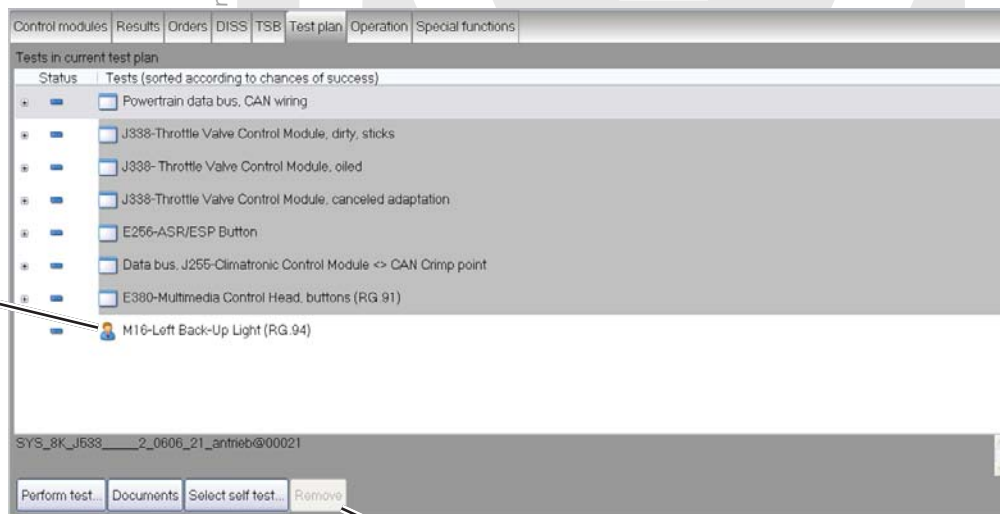 Control modules Results Orders DISS TSB Test plan Operation Special functions
Tests in current test plan
Status Tests (sorted according to chances of success)
Powertrain data bus, CAN wiring
J338-Throttle Valve Control Module, dirty, sticks
J338- Throttle Valve Control Module, oiled
J338-Throttle Valve Control Module, canceled adaptation
E256-ASR/ESP Button
Data bus, J255-Climatronic Control Module <> CAN Crimp point
E380-Multimedia Control Head, buttons (RG 91)
M16-Left Back-Up Light (RG.94)
SYS_8K_J533_____2_0606_21_antrieb@00021
Perform test... Documents Select self test... Remove